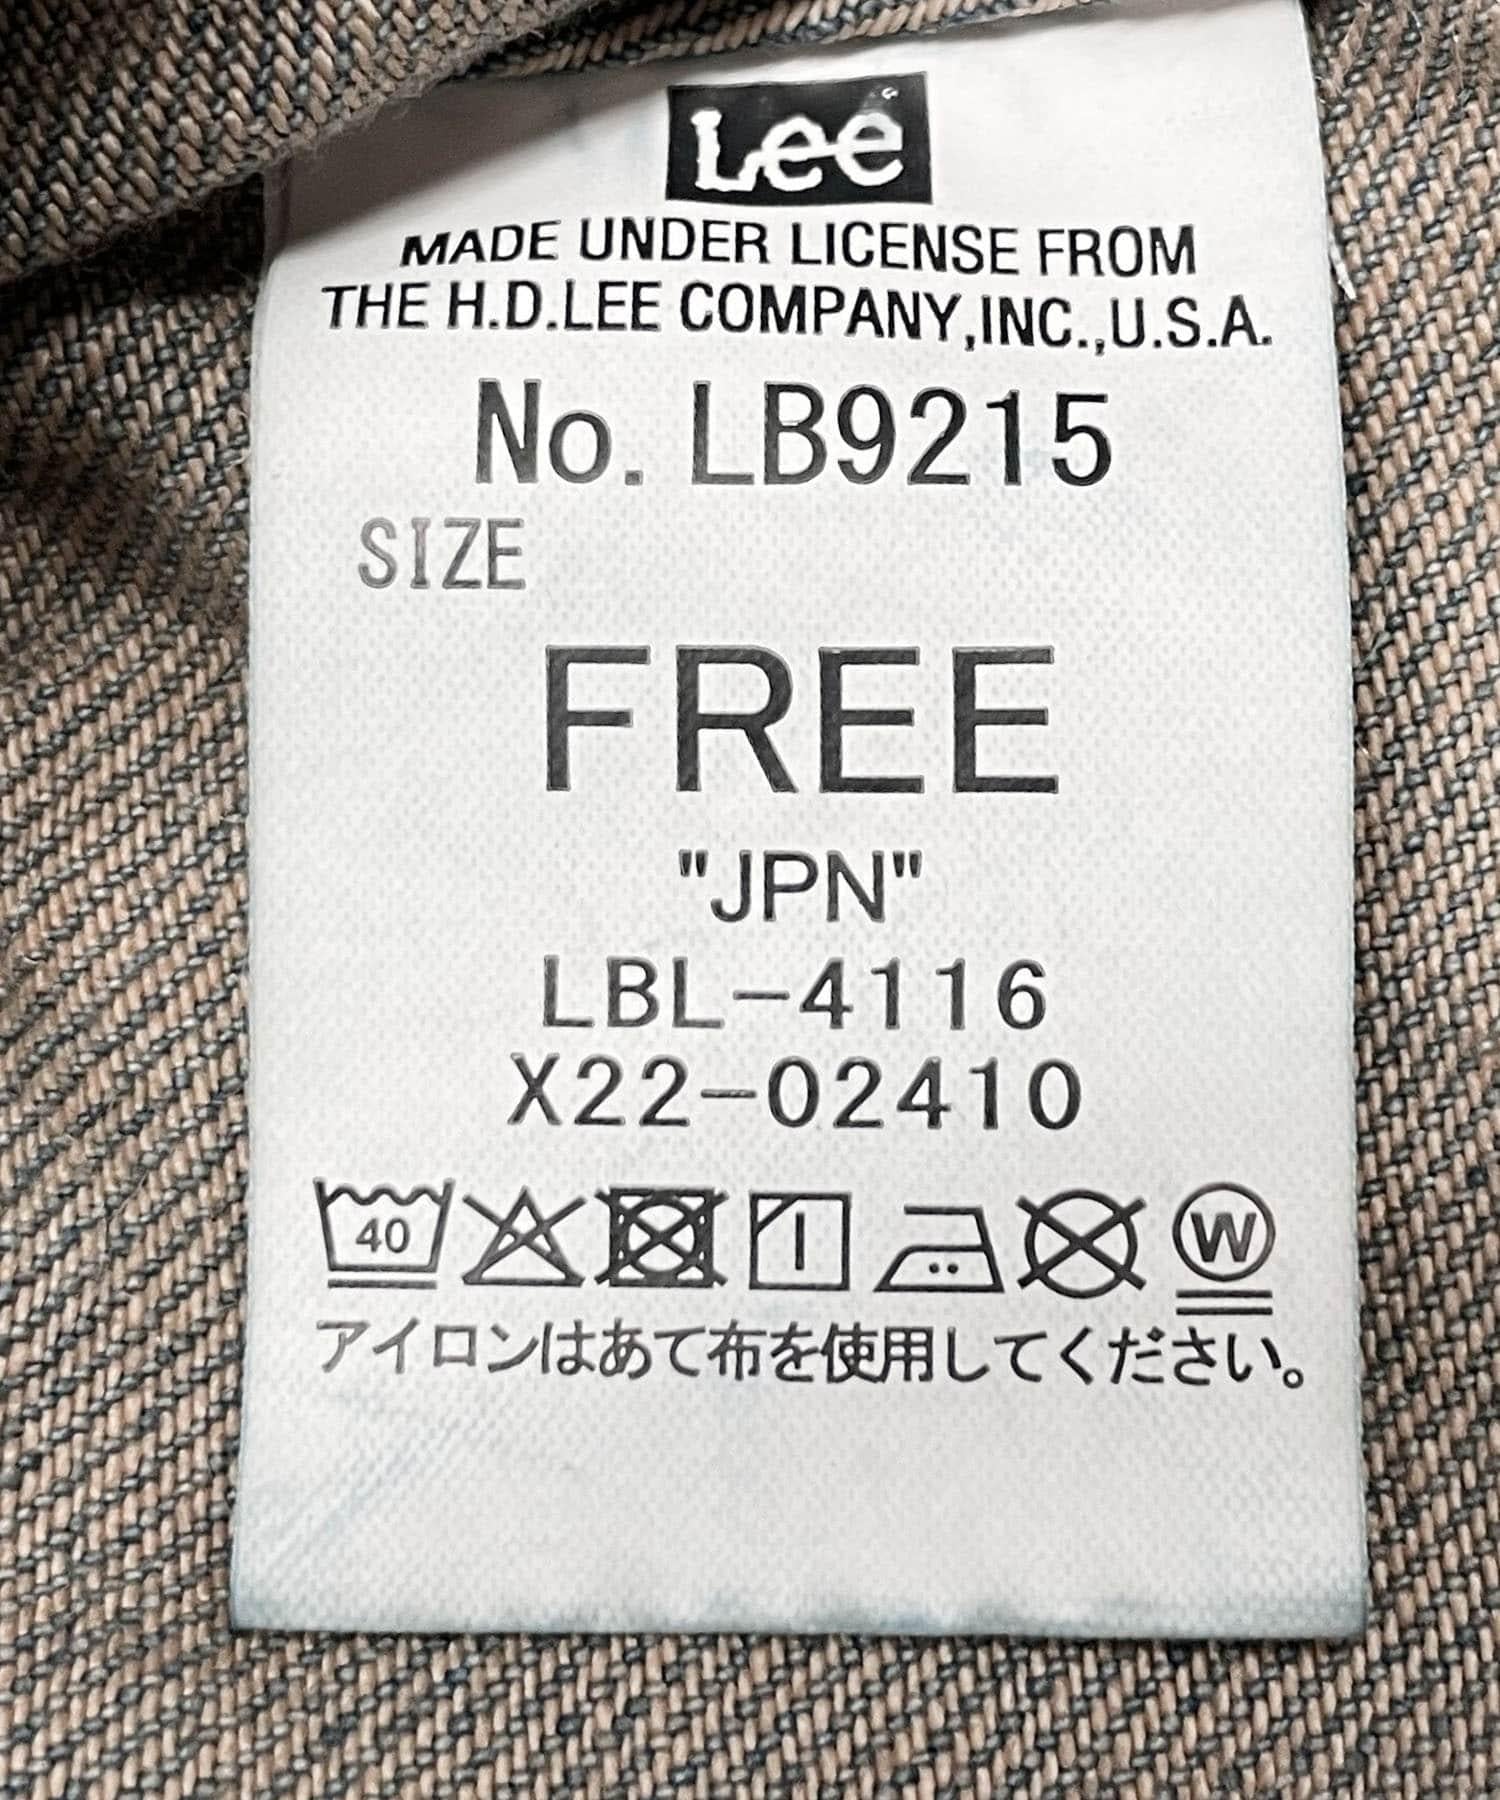 Lee
MADE UNDER LICENSE FROM
THE H.D.LEE COMPANY,INC.,U.S.A.
No. LB9215
SIZE
FREE
"JPN"
LBL-4116
X22-02410
40 W
アイロンはあて布を使用してください。